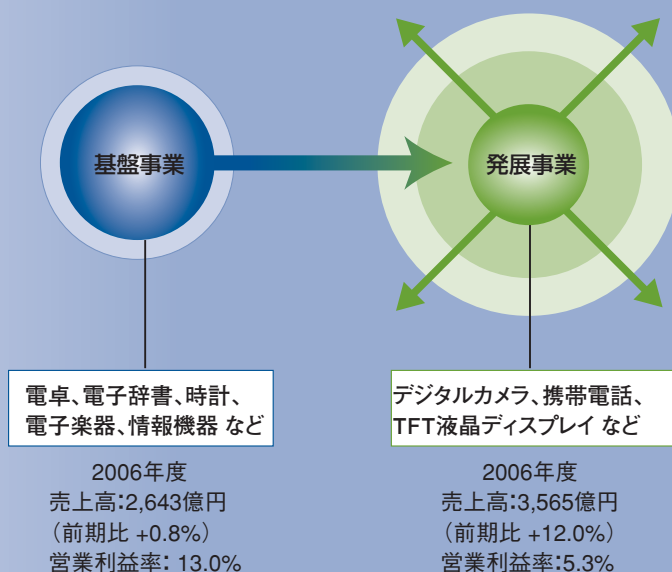 基盤事業
発展事業
電卓、電子辞書、時計、
電子楽器、情報機器 など
2006年度
売上高:2,643億円
（前期比 +0.8%）
営業利益率: 13.0%
デジタルカメラ、携帯電話、
TFT液晶ディスプレイ など
2006年度
売上高:3,565億円
（前期比 +12.0%）
営業利益率:5.3%